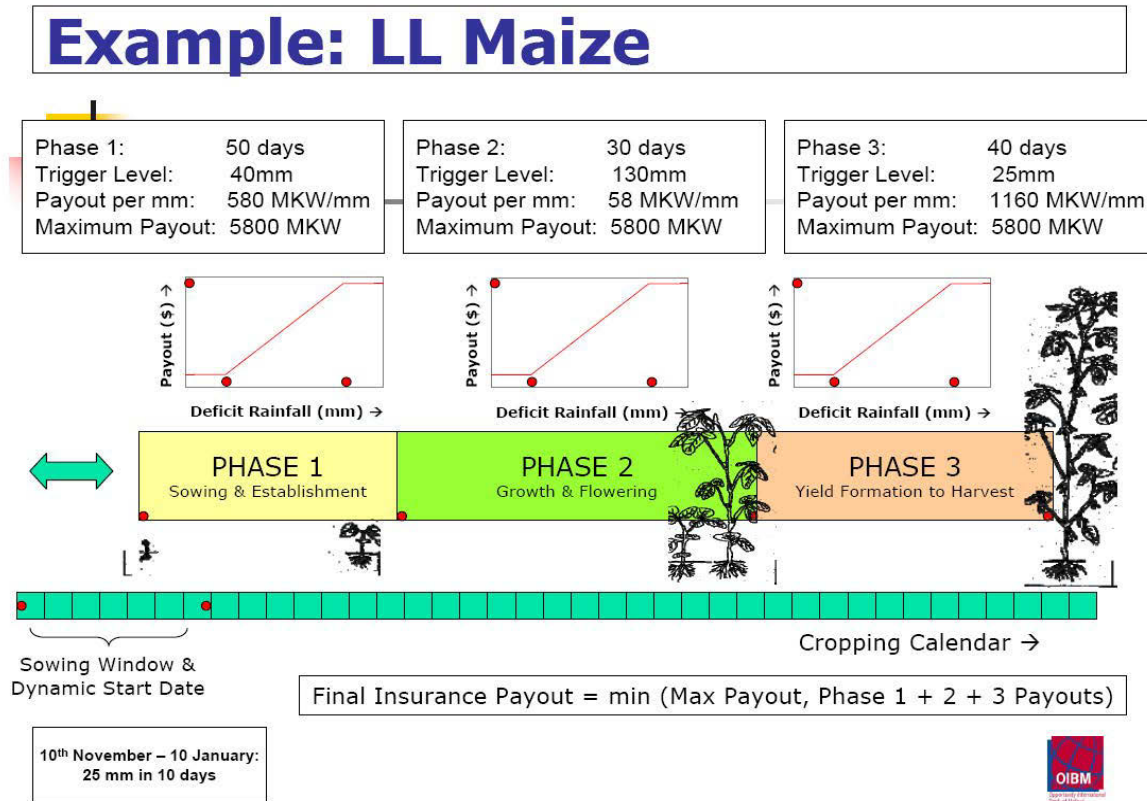 Example: LL Maize
Phase 1: 50 days
Trigger Level: 40mm
Payout per mm: 580 MKW/mm
Maximum Payout: 5800 MKW
Phase 2: 30 days
Trigger Level: 130mm
Payout per mm: 58 MKW/mm
Maximum Payout: 5800 MKW
Phase 3: 40 days
Trigger Level: 25mm
Payout per mm: 1160 MKW/mm
Maximum Payout: 5800 MKW
Payout ($) →
Deficit Rainfall (mm) →
Payout ($) →
Deficit Rainfall (mm) →
Payout ($) →
Deficit Rainfall (mm) →
PHASE 1
Sowing & Establishment
PHASE 2
Growth & Flowering
PHASE 3
Yield Formation to Harvest
Cropping Calendar →
Sowing Window &
Dynamic Start Date
Final Insurance Payout = min (Max Payout, Phase 1 + 2 + 3 Payouts)
10th November – 10 January:
25 mm in 10 days
OIBM
Opportunity International